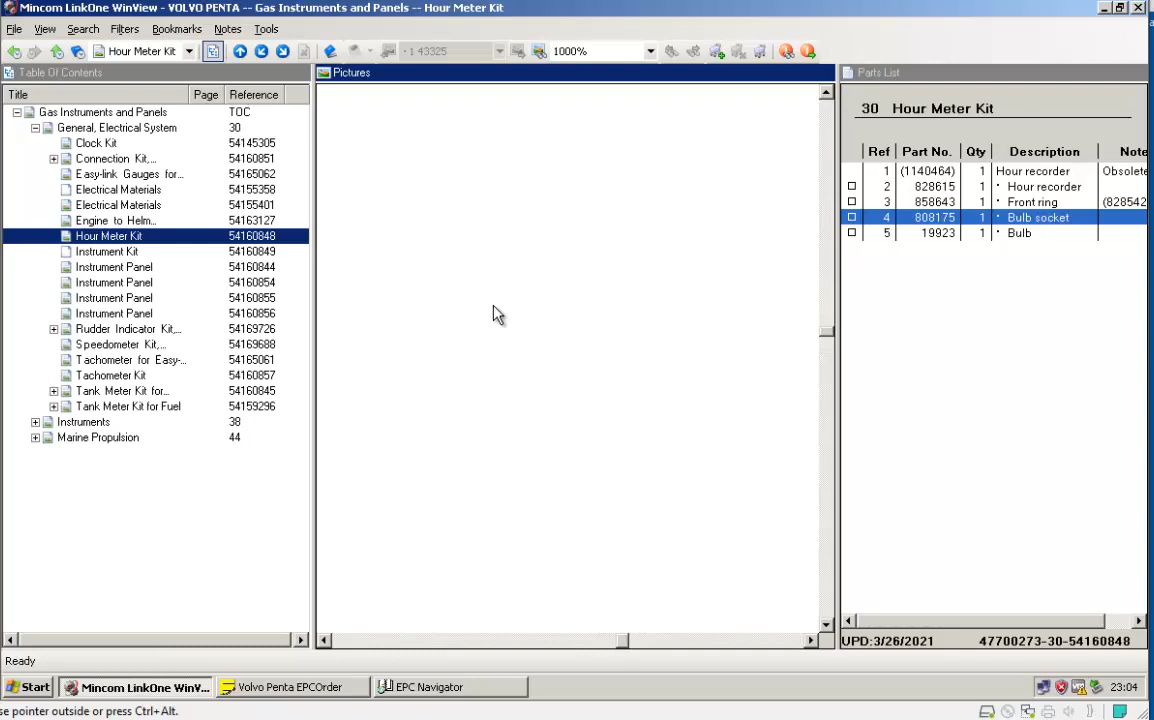 Mincom LinkOne WinView - VOLVO PENTA -- Gas Instruments and Panels -- Hour Meter Kit
File View Search Filters Bookmarks Notes Tools
Hour Meter Kit - 1 43325 1000%
Table Of Contents
Title Page Reference
Gas Instruments and Panels TOC
General, Electrical System 30
Clock Kit 54145305
Connection Kit,... 54160851
Easy-link Gauges for... 54165062
Electrical Materials 54155358
Electrical Materials 54155401
Engine to Helm... 54163127
Hour Meter Kit 54160848
Instrument Kit 54160849
Instrument Panel 54160844
Instrument Panel 54160854
Instrument Panel 54160855
Instrument Panel 54160856
Rudder Indicator Kit,... 54169726
Speedometer Kit,... 54169688
Tachometer for Easy-... 54165061
Tachometer Kit 54160857
Tank Meter Kit for... 54160845
Tank Meter Kit for Fuel 54159296
Instruments 38
Marine Propulsion 44
Pictures
Parts List
30 Hour Meter Kit
Ref Part No. Qty Description Note
1 (1140464) 1 Hour recorder Obsolete
2 828615 1 · Hour recorder
3 858643 1 · Front ring (828542
4 808175 1 · Bulb socket
5 19923 1 · Bulb
UPD:3/26/2021 47700273-30-54160848
Ready
Start Mincom LinkOne WinV... Volvo Penta EPCOrder EPC Navigator 23:04
se pointer outside or press Ctrl+Alt.